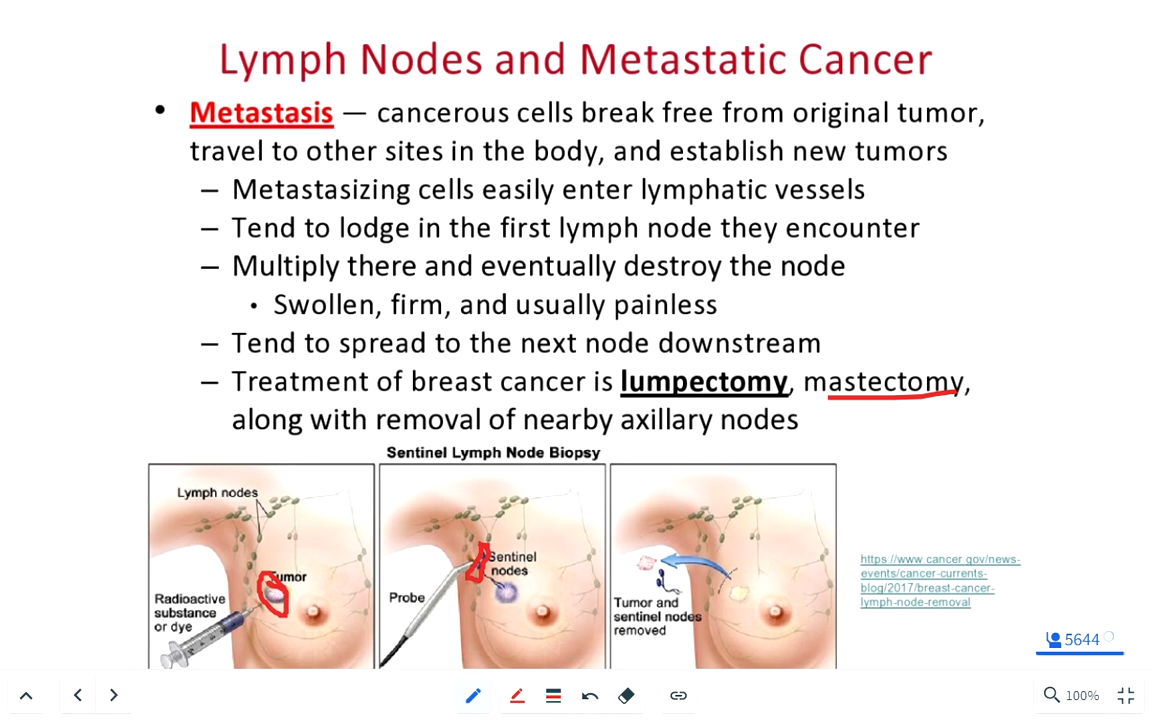 Lymph Nodes and Metastatic Cancer
• Metastasis — cancerous cells break free from original tumor,
travel to other sites in the body, and establish new tumors
– Metastasizing cells easily enter lymphatic vessels
– Tend to lodge in the first lymph node they encounter
– Multiply there and eventually destroy the node
• Swollen, firm, and usually painless
– Tend to spread to the next node downstream
– Treatment of breast cancer is lumpectomy, mastectomy,
along with removal of nearby axillary nodes
Sentinel Lymph Node Biopsy
Lymph nodes
Tumor
Radioactive
substance
or dye
Sentinel
nodes
Probe
Tumor and
sentinel nodes
removed
https://www.cancer.gov/news-
events/cancer-currents-
blog/2017/breast-cancer-
lymph-node-removal
5644
100%